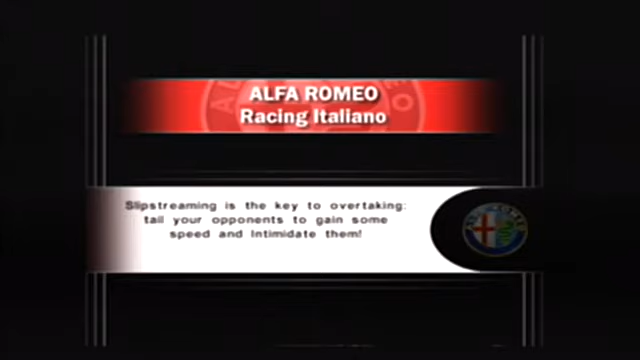 ALFA ROMEO
Racing Italiano
Slipstreaming is the key to overtaking:
tail your opponents to gain some
speed and Intimidate them!